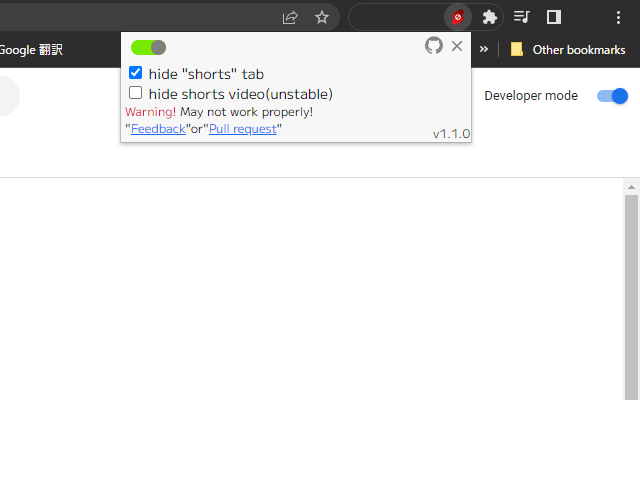 Google 翻訳
»
Other bookmarks
hide "shorts" tab
hide shorts video(unstable)
Warning! May not work properly!
"Feedback"or"Pull request"
v1.1.0
Developer mode